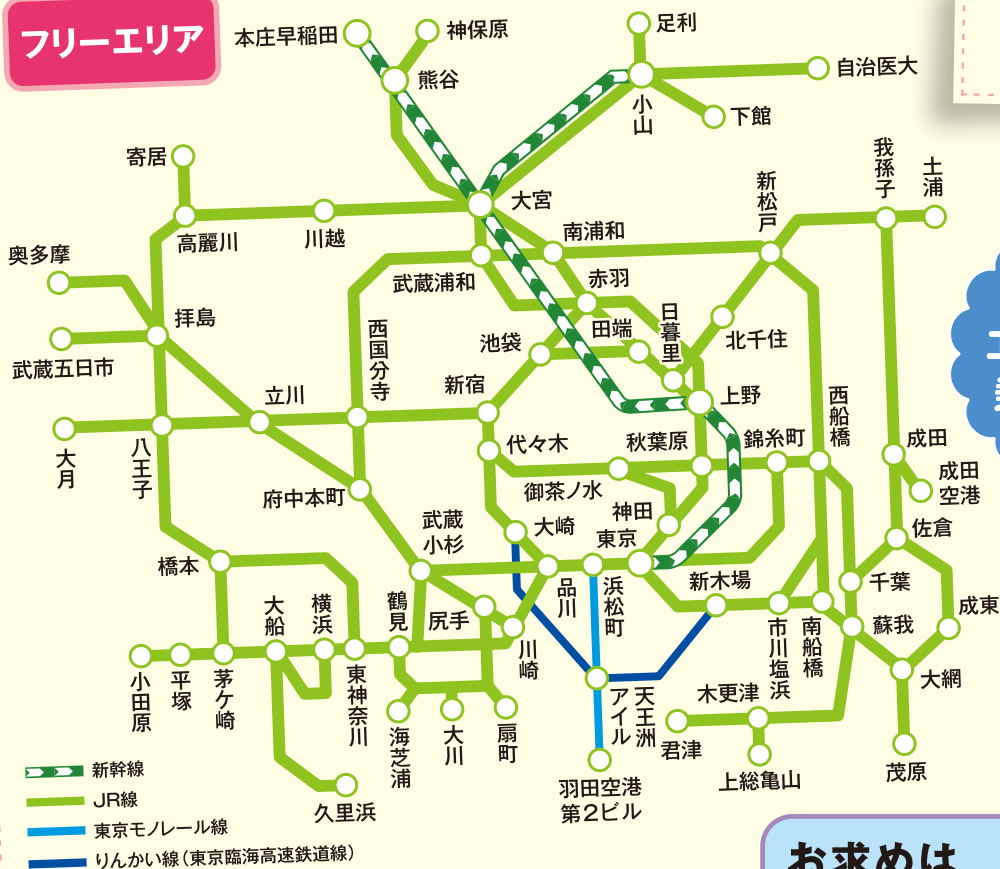 フリーエリア
本庄早稲田
神保原
熊谷
足利
小山
自治医大
下館
寄居
高麗川
川越
大宮
南浦和
武蔵浦和
新松戸
我孫子
土浦
奥多摩
拝島
武蔵五日市
西国分寺
赤羽
田端
日暮里
池袋
北千住
新宿
立川
上野
大月
八王子
代々木
秋葉原
錦糸町
西船橋
成田
成田
空港
府中本町
御茶ノ水
神田
武蔵
小杉
大崎
東京
佐倉
橋本
品川
浜松町
新木場
千葉
成東
大船
横浜
鶴見
尻手
川崎
市川塩浜
南船橋
蘇我
大網
小田原
平塚
茅ケ崎
東神奈川
海芝浦
大川
扇町
天王洲
アイル
木更津
君津
上総亀山
茂原
久里浜
羽田空港
第2ビル
新幹線
JR線
東京モノレール線
りんかい線（東京臨海高速鉄道線）
お求めは